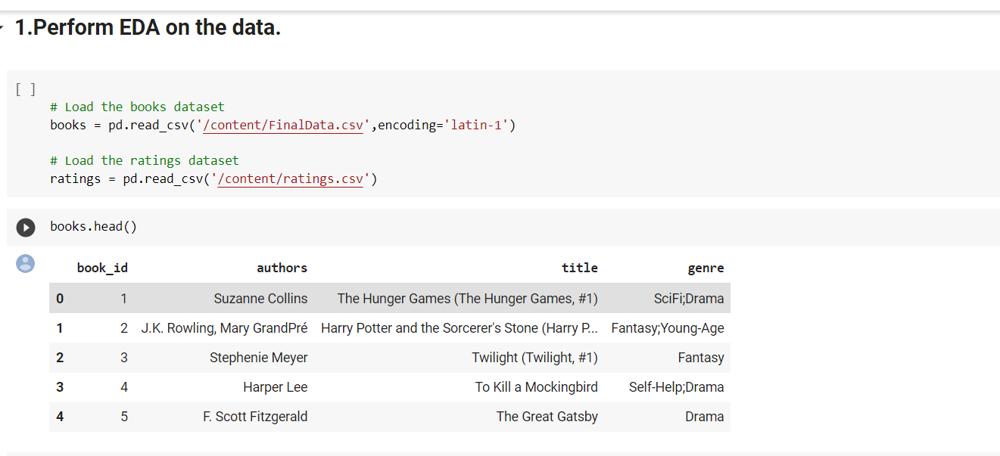 1.Perform EDA on the data.
[ ]
# Load the books dataset
books = pd.read_csv('/content/FinalData.csv',encoding='latin-1')
# Load the ratings dataset
ratings = pd.read_csv('/content/ratings.csv')
books.head()
book_id authors title genre
0 1 Suzanne Collins The Hunger Games (The Hunger Games, #1) SciFi;Drama
1 2 J.K. Rowling, Mary GrandPré Harry Potter and the Sorcerer's Stone (Harry P... Fantasy;Young-Age
2 3 Stephenie Meyer Twilight (Twilight, #1) Fantasy
3 4 Harper Lee To Kill a Mockingbird Self-Help;Drama
4 5 F. Scott Fitzgerald The Great Gatsby Drama